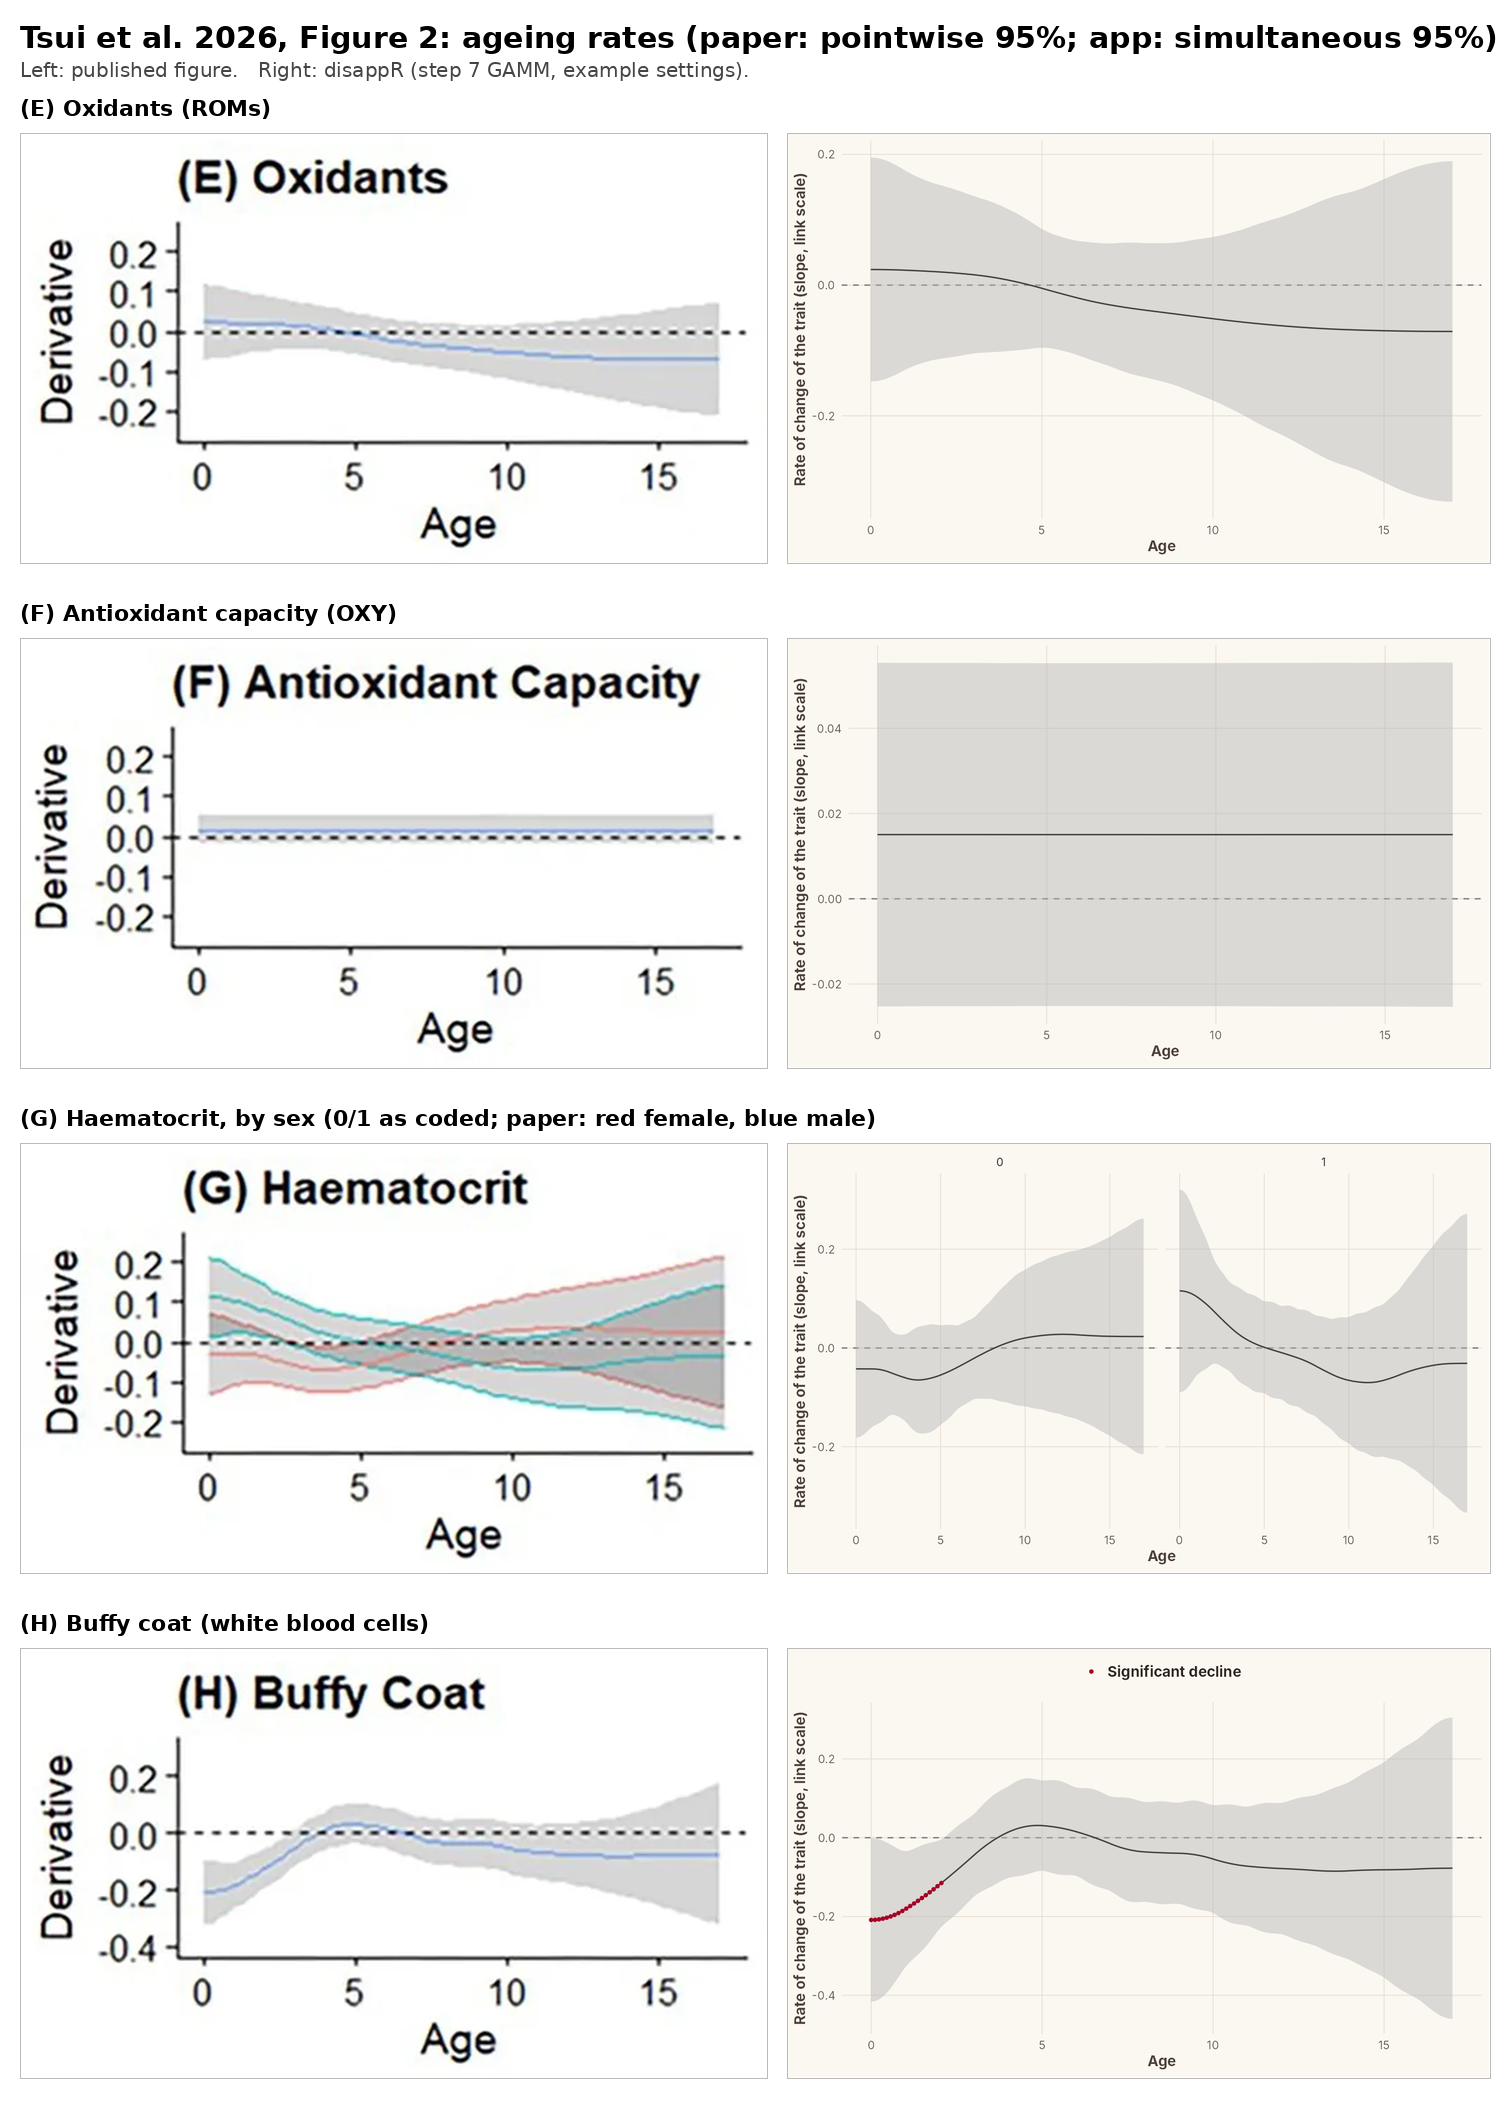 Tsui et al. 2026, Figure 2: ageing rates (paper: pointwise 95%; app: simultaneous 95%)
Left: published figure.   Right: disappR (step 7 GAMM, example settings).
(E) Oxidants (ROMs)
(E) Oxidants
Derivative
0.2
0.1
0.0
-0.1
-0.2
0 5 10 15
Age
Rate of change of the trait (slope, link scale)
0.2
0.0
-0.2
0 5 10 15
Age
(F) Antioxidant capacity (OXY)
(F) Antioxidant Capacity
Derivative
0.2
0.1
0.0
-0.1
-0.2
0 5 10 15
Age
Rate of change of the trait (slope, link scale)
0.04
0.02
0.00
-0.02
0 5 10 15
Age
(G) Haematocrit, by sex (0/1 as coded; paper: red female, blue male)
(G) Haematocrit
Derivative
0.2
0.1
0.0
-0.1
-0.2
0 5 10 15
Age
0 1
Rate of change of the trait (slope, link scale)
0.2
0.0
-0.2
0 5 10 15 0 5 10 15
Age
(H) Buffy coat (white blood cells)
(H) Buffy Coat
Derivative
0.2
0.0
-0.2
-0.4
0 5 10 15
Age
Significant decline
Rate of change of the trait (slope, link scale)
0.2
0.0
-0.2
-0.4
0 5 10 15
Age